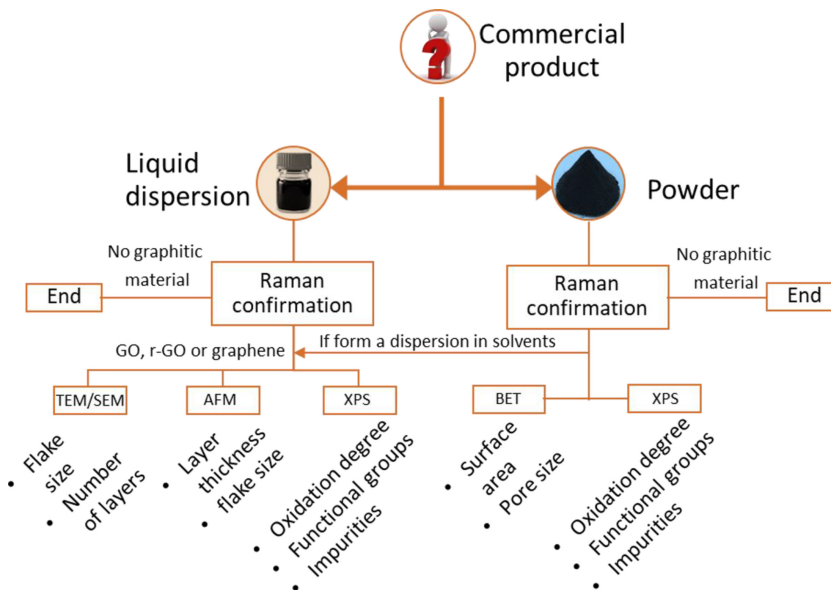 Commercial
product
Liquid
dispersion
Powder
No graphitic
material
End
Raman
confirmation
Raman
confirmation
No graphitic
material
End
GO, r-GO or graphene
If form a dispersion in solvents
TEM/SEM
AFM
XPS
BET
XPS
• Flake
size
• Number
of layers
• Layer
thickness
• flake size
• Oxidation degree
• Functional groups
• Impurities
• Surface
area
• Pore size
• Oxidation degree
• Functional groups
• Impurities